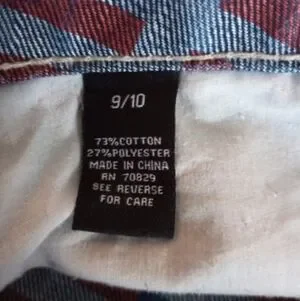 9/10
73%COTTON
27%POLYESTER
MADE IN CHINA
RN 70829
SEE REVERSE
FOR CARE